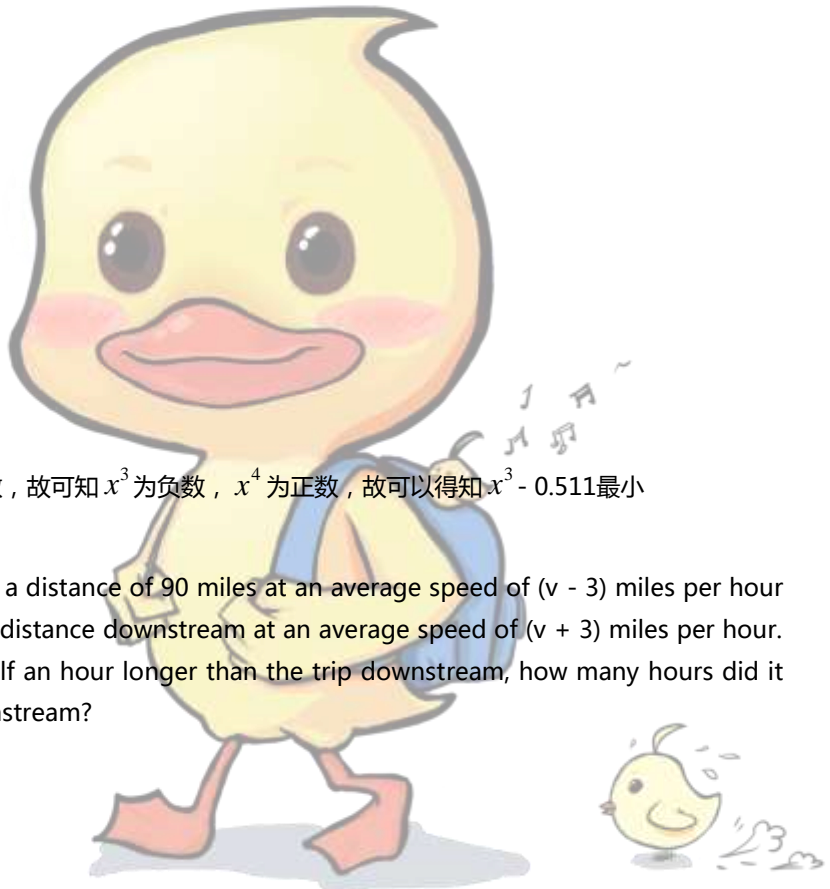 ，故可知 x³ 为负数， x⁴ 为正数，故可以得知 x³ - 0.511最小
a distance of 90 miles at an average speed of (v - 3) miles per hour
distance downstream at an average speed of (v + 3) miles per hour.
lf an hour longer than the trip downstream, how many hours did it
nstream?